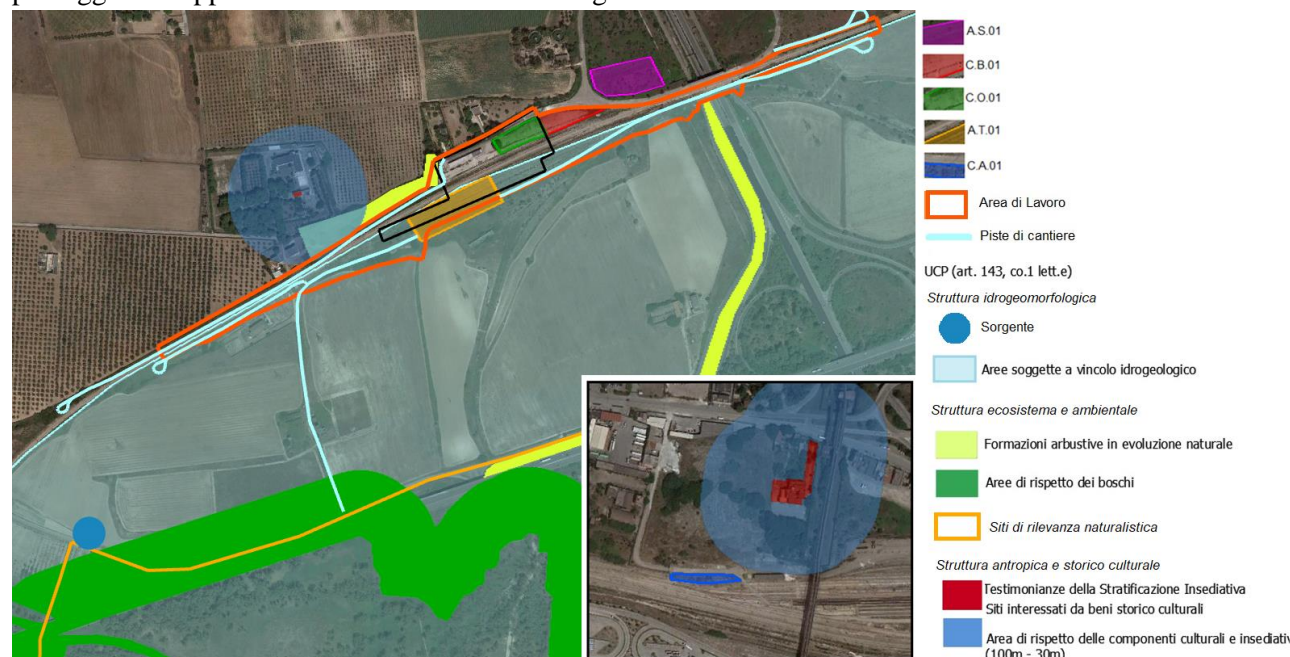 A.S.01
C.B.01
C.O.01
A.T.01
C.A.01
Area di Lavoro
Piste di cantiere
UCP (art. 143, co.1 lett.e)
Struttura idrogeomorfologica
Sorgente
Aree soggette a vincolo idrogeologico
Struttura ecosistema e ambientale
Formazioni arbustive in evoluzione naturale
Aree di rispetto dei boschi
Siti di rilevanza naturalistica
Struttura antropica e storico culturale
Testimonianze della Stratificazione Insediativa
Siti interessati da beni storico culturali
Area di rispetto delle componenti culturali e insediativ
(100m - 30m)